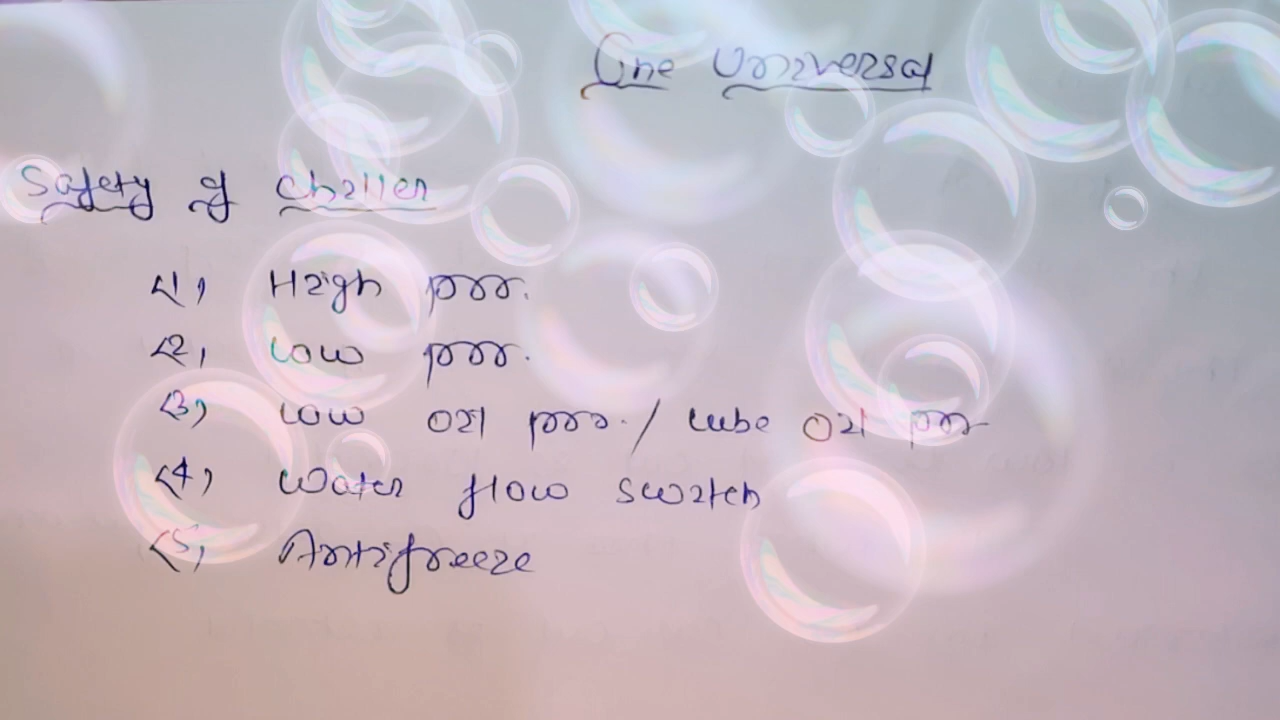 One Universal
Safety of Chiller
<1, High prr.
<2, Low prr.
<3, Low oil prr. / Lube oil prr
<4, Water flow switch
<5, Antifreeze